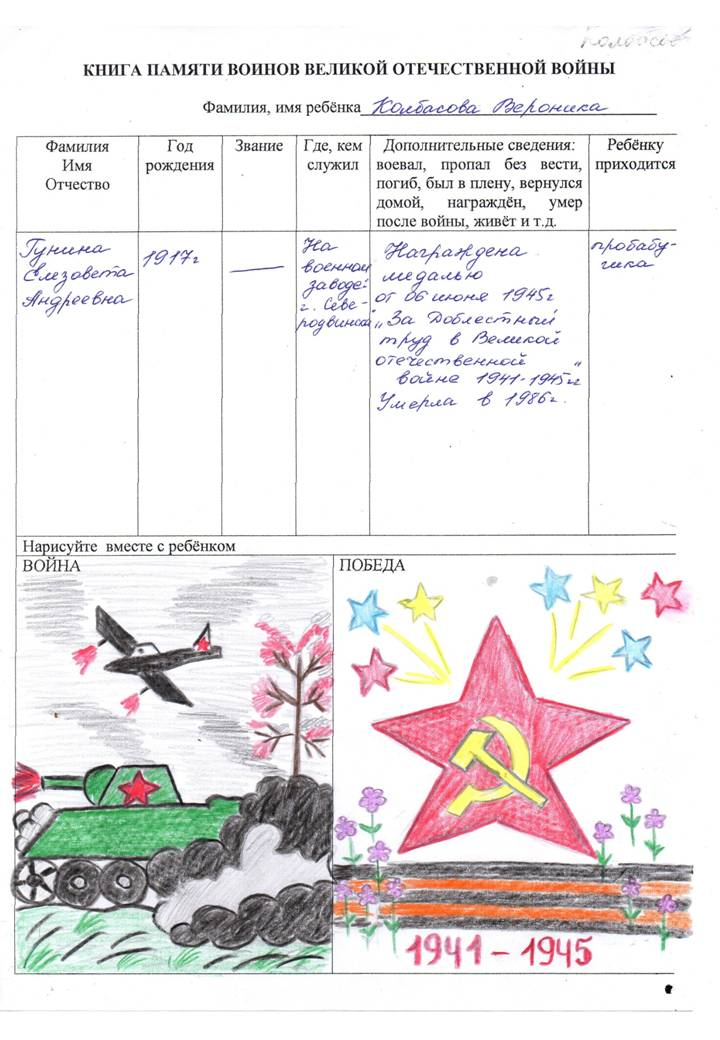 Колбасов
КНИГА ПАМЯТИ ВОИНОВ ВЕЛИКОЙ ОТЕЧЕСТВЕННОЙ ВОЙНЫ
Фамилия, имя ребёнка Колбасова Вероника
Фамилия
Имя
Отчество
Год
рождения
Звание
Где, кем
служил
Дополнительные сведения:
воевал, пропал без вести,
погиб, был в плену, вернулся
домой, награждён, умер
после войны, живёт и т.д.
Ребёнку
приходится
Гунина
Елезовета
Андреевна
1917г
—
На
военном
заводе
г. Севе-
родвинска
Награждена
медалью
от 06 июня 1945г
„За Доблестный
труд в Великой
отечественной
войне 1941-1945гг"
Умерла в 1986г.
пробабу-
шка
Нарисуйте вместе с ребёнком
ВОЙНА
ПОБЕДА
1941 - 1945